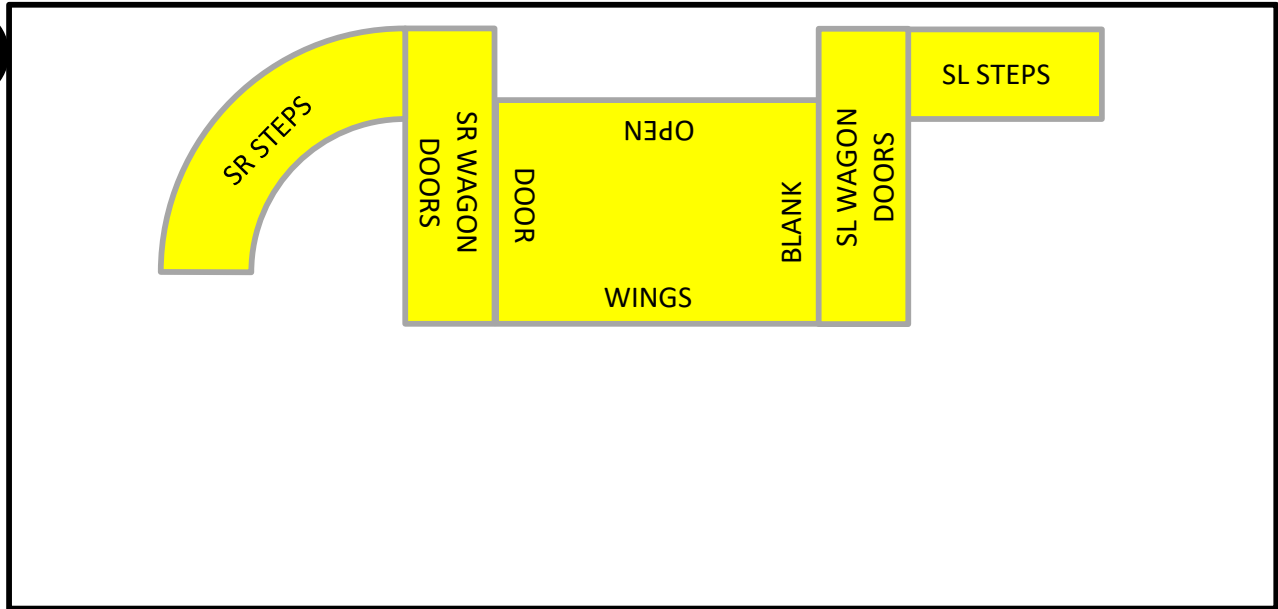 SR STEPS
SR WAGON
DOORS
DOOR
OPEN
BLANK
WINGS
SL WAGON
DOORS
SL STEPS